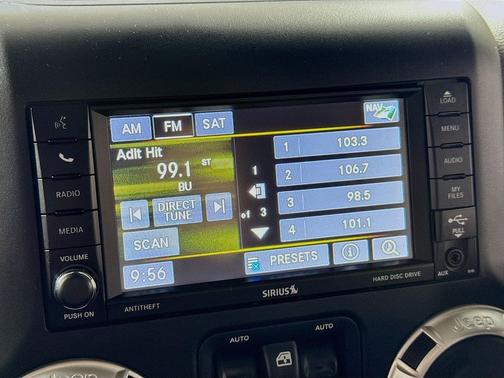 AM FM SAT
NAV
Adlt Hit
99.1 ST
BU
DIRECT
TUNE
SCAN
9:56
1
of 3
1 103.3
2 106.7
3 98.5
4 101.1
PRESETS
RADIO
MEDIA
VOLUME
PUSH ON
LOAD
MENU
AUDIO
MY
FILES
PULL
AUX
ANTITHEFT
SIRIUS
HARD DISC DRIVE
AUTO
AUTO
Jeep
Jeep